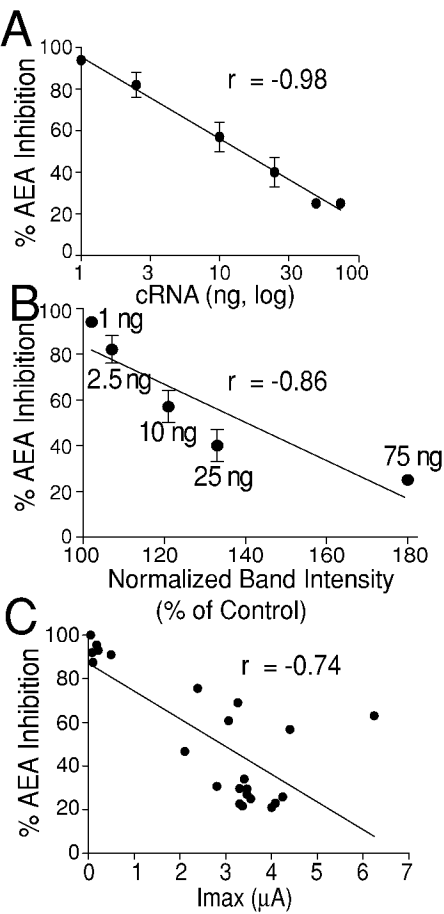 A
100
80
60
40
20
0
% AEA Inhibition
r = -0.98
1 3 10 30 100
cRNA (ng, log)
B
100
80
60
40
20
0
% AEA Inhibition
1 ng
2.5 ng
10 ng
25 ng
75 ng
r = -0.86
100 120 140 160 180
Normalized Band Intensity
(% of Control)
C
100
80
60
40
20
0
% AEA Inhibition
r = -0.74
0 1 2 3 4 5 6 7
Imax (μA)